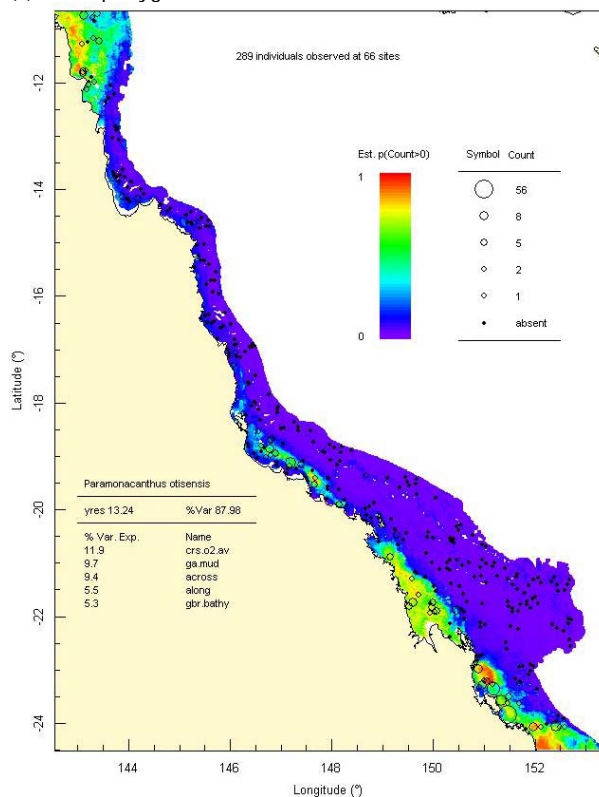 289 individuals observed at 66 sites
Est. p(Count>0)
1
0
Symbol Count
56
8
5
2
1
absent
Paramonacanthus otisensis
yres 13.24 %Var 87.98
% Var. Exp. Name
11.9 crs.o2.av
9.7 ga.mud
9.4 across
5.5 along
5.3 gbr.bathy
Latitude (°)
-12
-14
-16
-18
-20
-22
-24
144 146 148 150 152
Longitude (°)